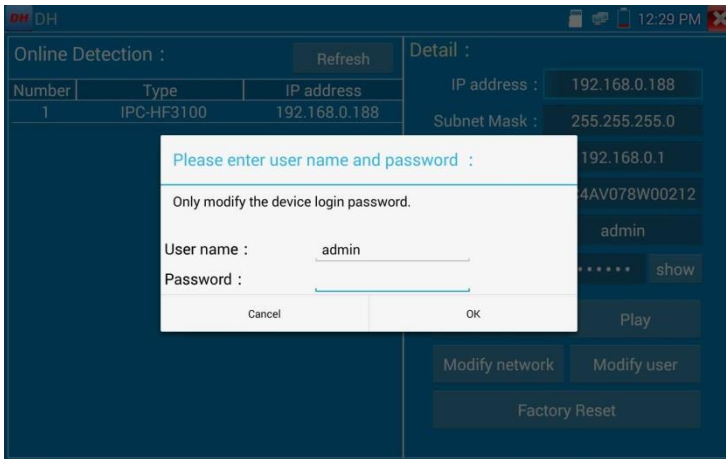 DH DH
12:29 PM
Online Detection :
Refresh
Number Type IP address
1 IPC-HF3100 192.168.0.188
Detail :
IP address : 192.168.0.188
Subnet Mask : 255.255.255.0
192.168.0.1
4AV078W00212
admin
•••••• show
Play
Modify network Modify user
Factory Reset
Please enter user name and password :
Only modify the device login password.
User name : admin
Password :
Cancel OK